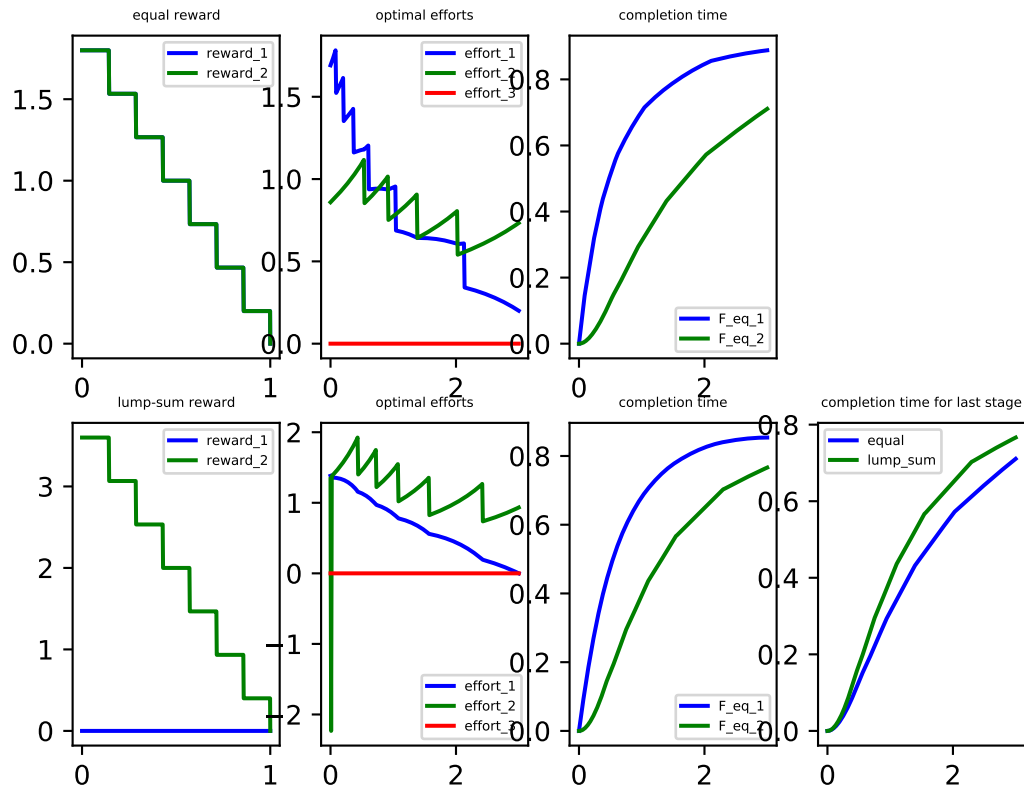 equal reward
optimal efforts
completion time
reward_1
reward_2
effort_1
effort_2
effort_3
F_eq_1
F_eq_2
0.0
0.5
1.0
1.5
0
1
0.0
0.5
1.0
1.5
0
2
0.0
0.2
0.4
0.6
0.8
0
2
lump-sum reward
optimal efforts
completion time
completion time for last stage
reward_1
reward_2
effort_1
effort_2
effort_3
F_eq_1
F_eq_2
equal
lump_sum
0
1
2
3
0
1
−2
−1
0
1
2
0
2
0.0
0.2
0.4
0.6
0.8
0
2
0.0
0.2
0.4
0.6
0.8
0
2